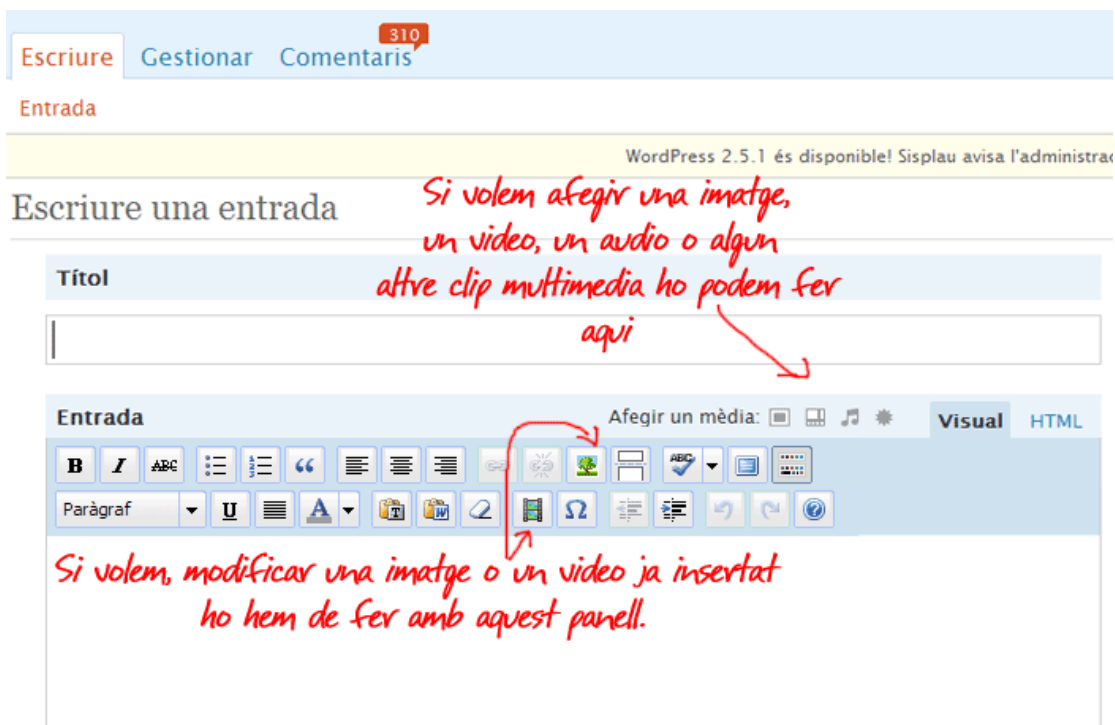 310
Escriure Gestionar Comentaris
Entrada
WordPress 2.5.1 és disponible! Sisplau avisa l'administrac
Escriure una entrada
Si volem afegir una imatge,
un video, un audio o algun
altre clip multimedia ho podem fer
aqui
Títol
Entrada Afegir un mèdia: Visual HTML
B I ABC ABC
Paràgraf U A T W Ω
Si volem, modificar una imatge o un video ja insertat
ho hem de fer amb aquest panell.